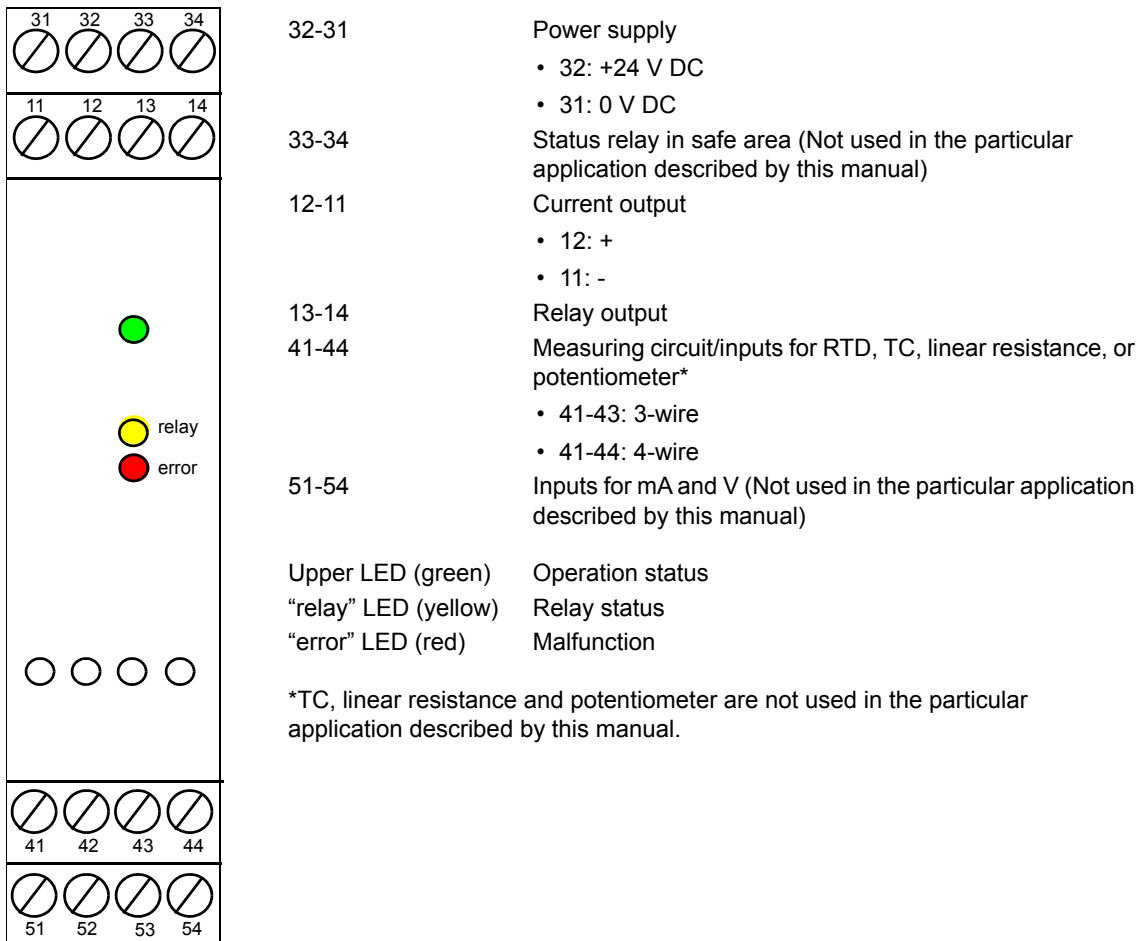 31 32 33 34
11 12 13 14
relay
error
41 42 43 44
51 52 53 54
32-31 Power supply
• 32: +24 V DC
• 31: 0 V DC
33-34 Status relay in safe area (Not used in the particular
application described by this manual)
12-11 Current output
• 12: +
• 11: -
13-14 Relay output
41-44 Measuring circuit/inputs for RTD, TC, linear resistance, or
potentiometer*
• 41-43: 3-wire
• 41-44: 4-wire
51-54 Inputs for mA and V (Not used in the particular application
described by this manual)
Upper LED (green) Operation status
“relay” LED (yellow) Relay status
“error” LED (red) Malfunction
*TC, linear resistance and potentiometer are not used in the particular
application described by this manual.